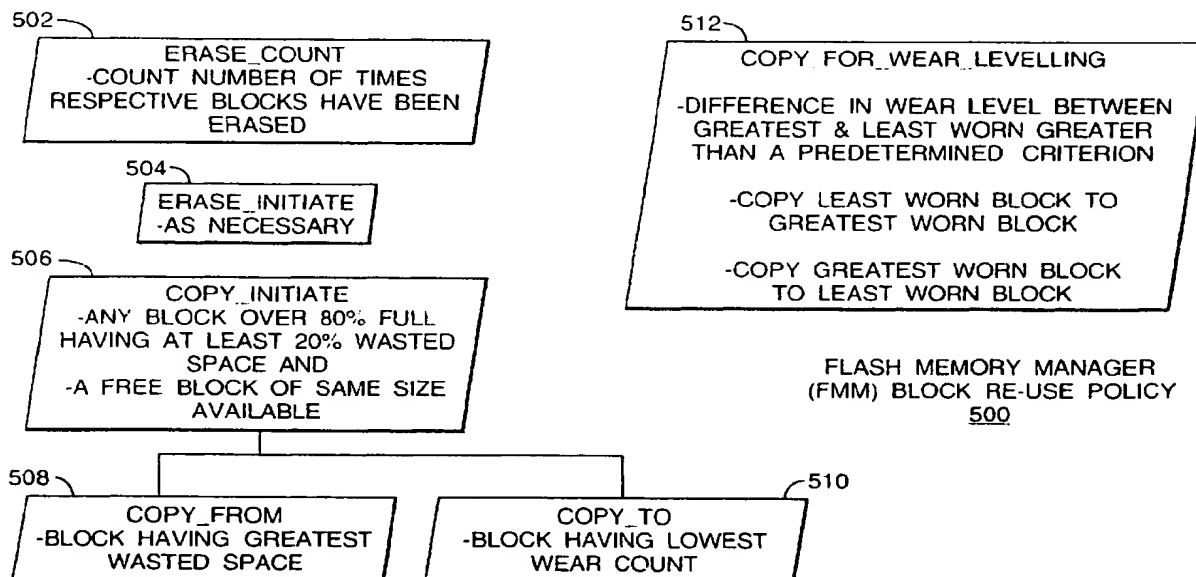 502
ERASE_COUNT
-COUNT NUMBER OF TIMES
RESPECTIVE BLOCKS HAVE BEEN
ERASED
504
ERASE_INITIATE
-AS NECESSARY
506
COPY_INITIATE
-ANY BLOCK OVER 80% FULL
HAVING AT LEAST 20% WASTED
SPACE AND
-A FREE BLOCK OF SAME SIZE
AVAILABLE
508
COPY_FROM
-BLOCK HAVING GREATEST
WASTED SPACE
510
COPY_TO
-BLOCK HAVING LOWEST
WEAR COUNT
512
COPY_FOR_WEAR_LEVELLING
-DIFFERENCE IN WEAR LEVEL BETWEEN
GREATEST & LEAST WORN GREATER
THAN A PREDETERMINED CRITERION
-COPY LEAST WORN BLOCK TO
GREATEST WORN BLOCK
-COPY GREATEST WORN BLOCK
TO LEAST WORN BLOCK
FLASH MEMORY MANAGER
(FMM) BLOCK RE-USE POLICY
500